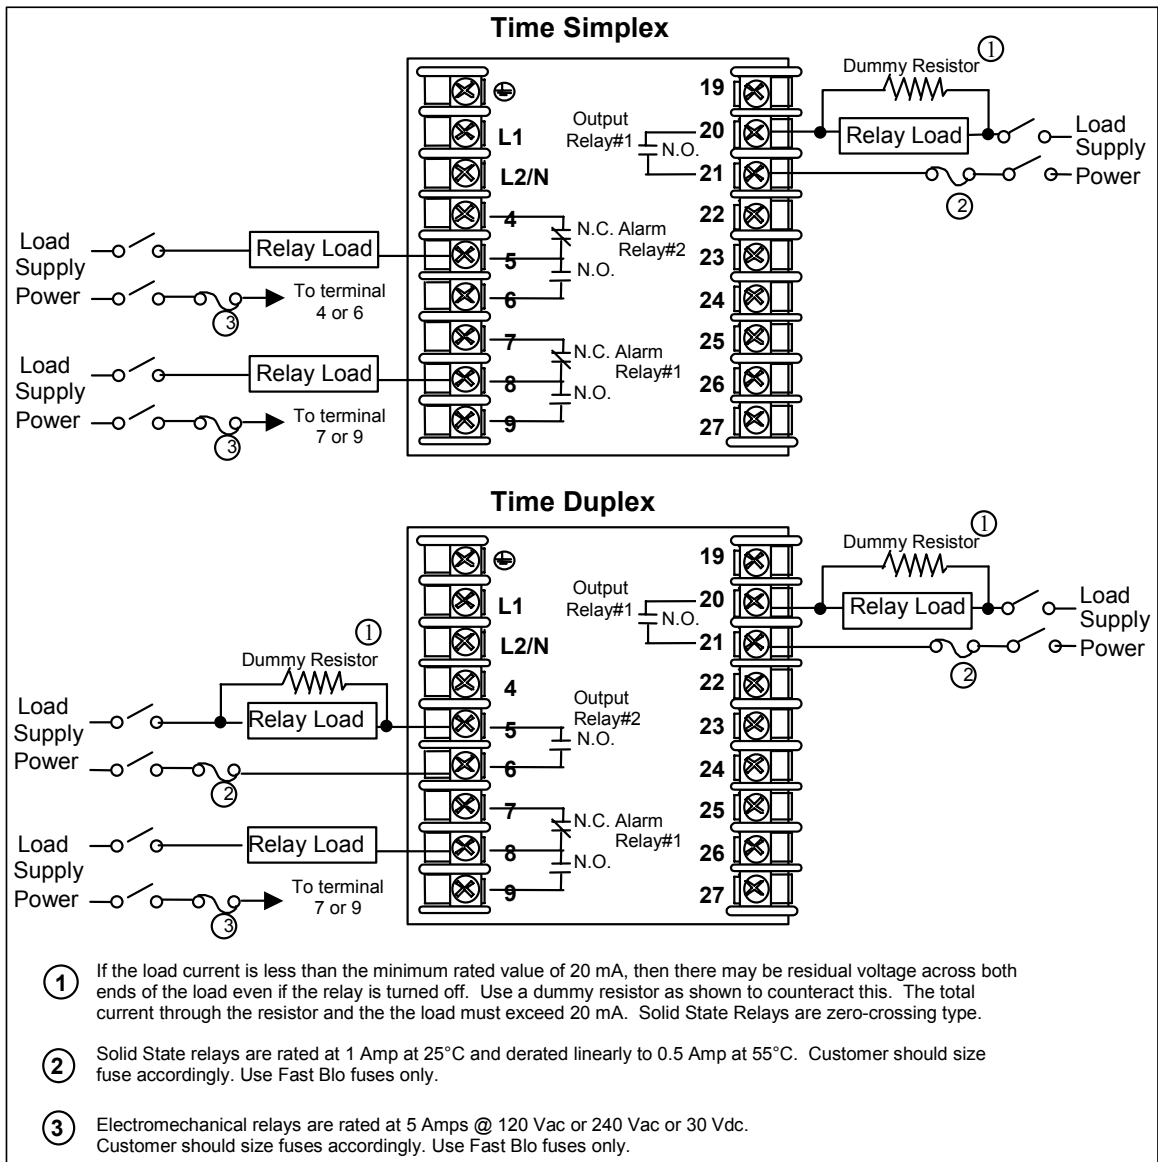 Time Simplex
L1
L2/N
4
5
6
7
8
9
19
20
21
22
23
24
25
26
27
Output
Relay#1
N.O.
N.C. Alarm
Relay#2
N.O.
N.C. Alarm
Relay#1
N.O.
Dummy Resistor
1
Relay Load
Load
Supply
Power
2
Load
Supply
Power
Relay Load
3
To terminal
4 or 6
Load
Supply
Power
Relay Load
3
To terminal
7 or 9
Time Duplex
L1
L2/N
4
5
6
7
8
9
19
20
21
22
23
24
25
26
27
Output
Relay#1
N.O.
Output
Relay#2
N.O.
N.C. Alarm
Relay#1
N.O.
Dummy Resistor
1
Relay Load
Load
Supply
Power
2
1
Dummy Resistor
Load
Supply
Power
Relay Load
2
Load
Supply
Power
Relay Load
3
To terminal
7 or 9
1 If the load current is less than the minimum rated value of 20 mA, then there may be residual voltage across both
ends of the load even if the relay is turned off. Use a dummy resistor as shown to counteract this. The total
current through the resistor and the the load must exceed 20 mA. Solid State Relays are zero-crossing type.
2 Solid State relays are rated at 1 Amp at 25°C and derated linearly to 0.5 Amp at 55°C. Customer should size
fuse accordingly. Use Fast Blo fuses only.
3 Electromechanical relays are rated at 5 Amps @ 120 Vac or 240 Vac or 30 Vdc.
Customer should size fuses accordingly. Use Fast Blo fuses only.